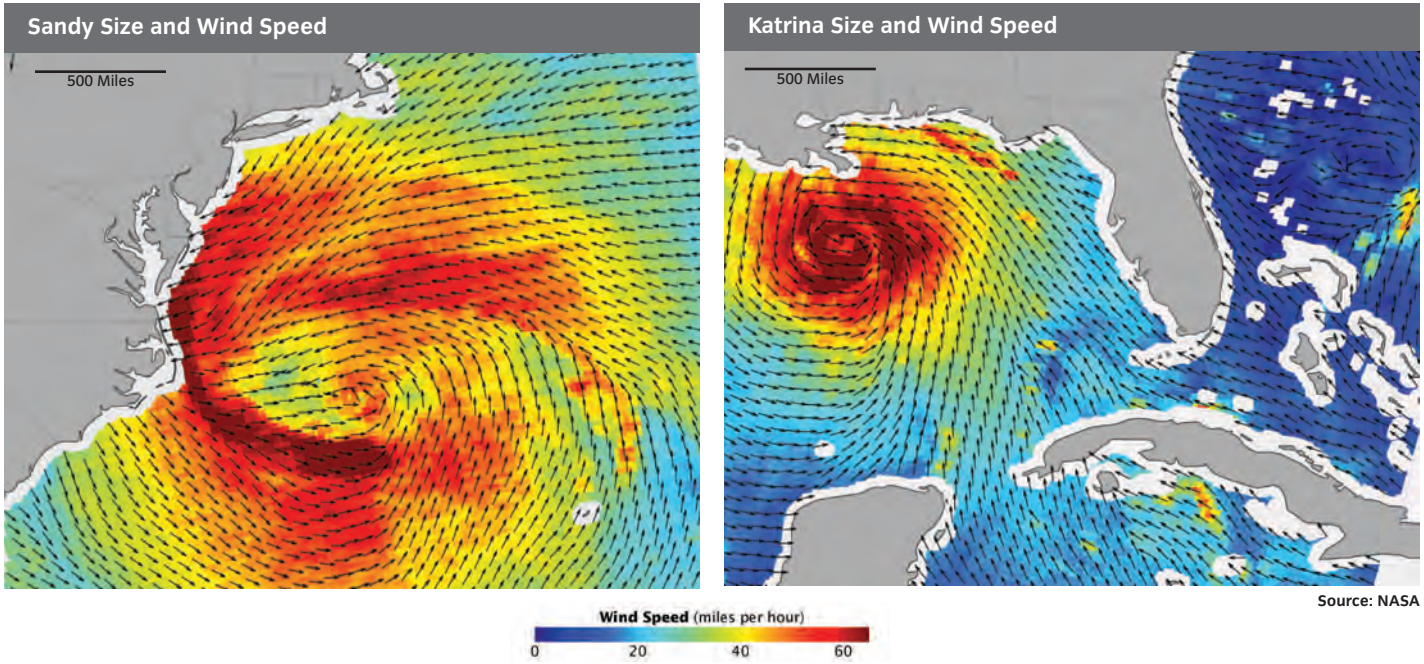 Sandy Size and Wind Speed
500 Miles
Katrina Size and Wind Speed
500 Miles
Source: NASA
Wind Speed (miles per hour)
0 20 40 60